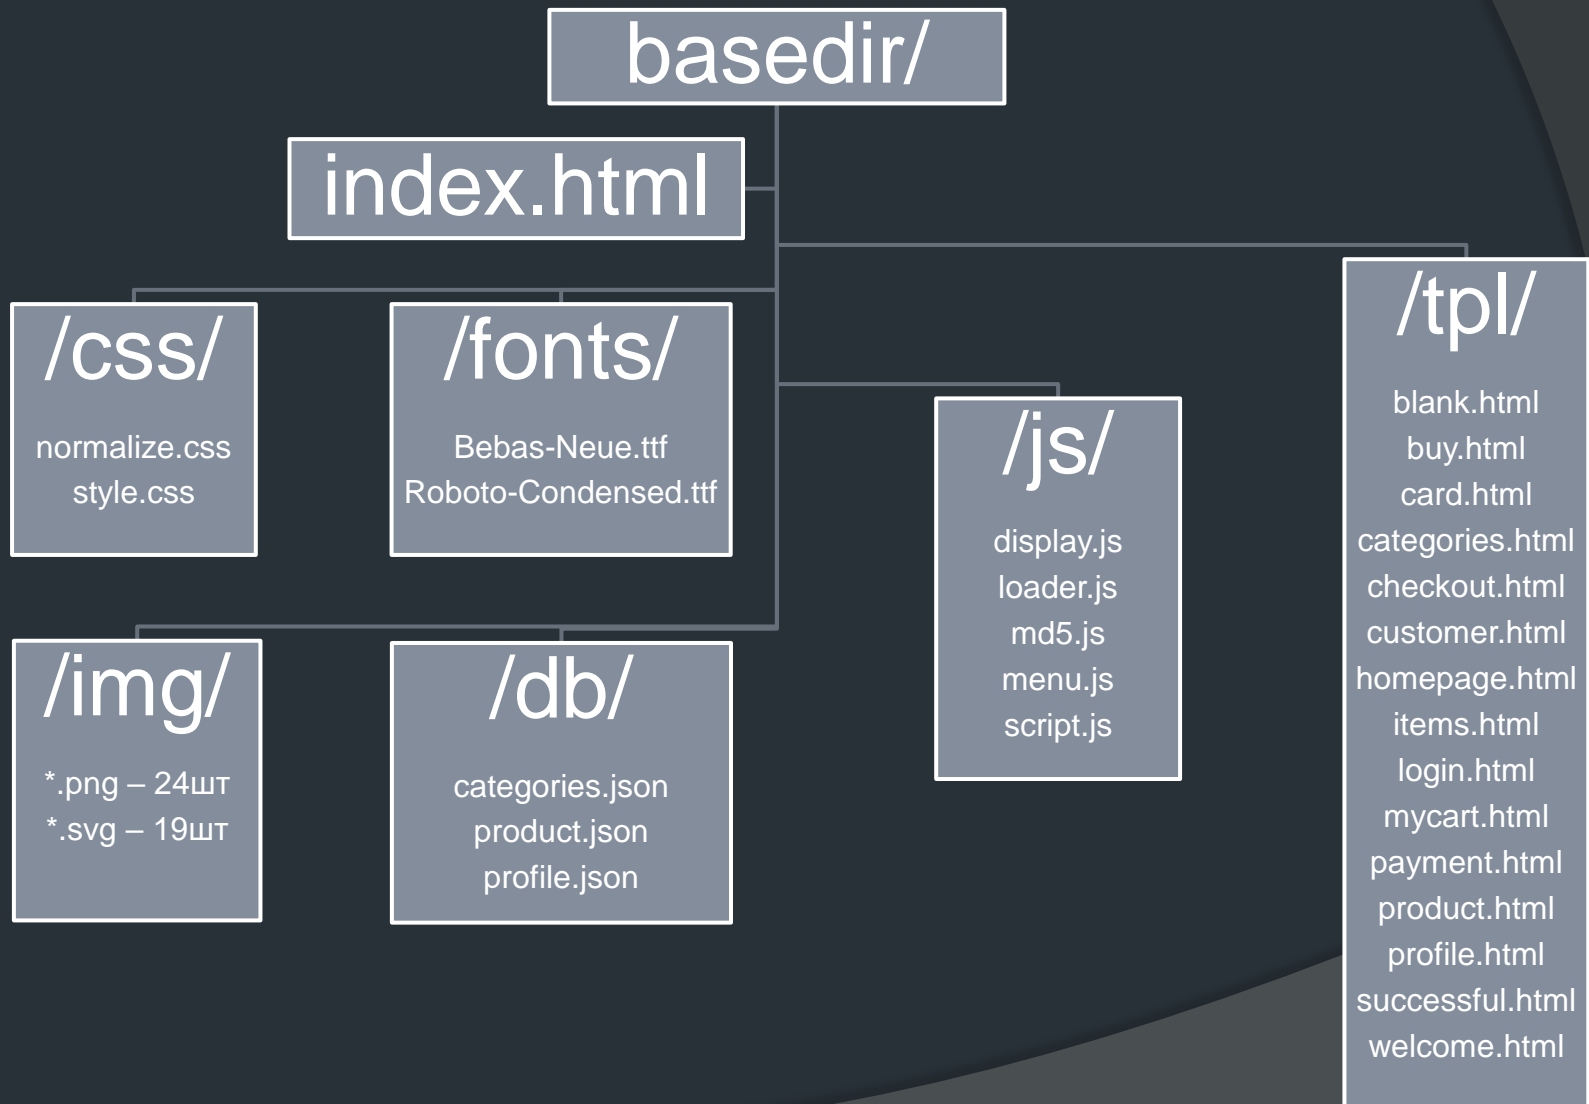 basedir/
index.html
/css/
normalize.css
style.css
/fonts/
Bebas-Neue.ttf
Roboto-Condensed.ttf
/js/
display.js
loader.js
md5.js
menu.js
script.js
/tpl/
blank.html
buy.html
card.html
categories.html
checkout.html
customer.html
homepage.html
items.html
login.html
mycart.html
payment.html
product.html
profile.html
successful.html
welcome.html
/img/
*.png – 24шт
*.svg – 19шт
/db/
categories.json
product.json
profile.json